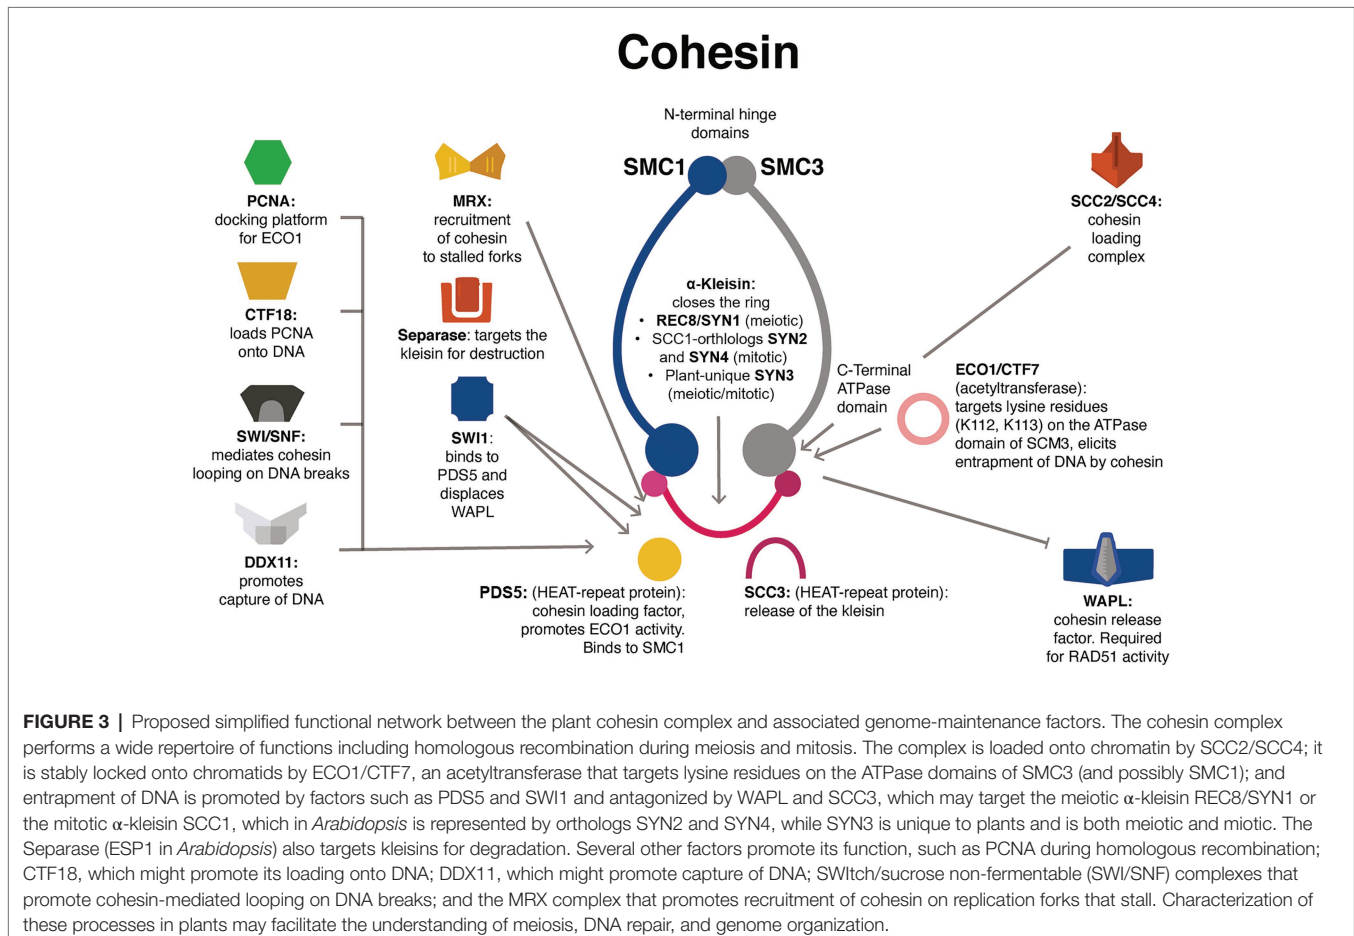 Cohesin
PCNA:
docking platform
for ECO1
CTF18:
loads PCNA
onto DNA
SWI/SNF:
mediates cohesin
looping on DNA breaks
DDX11:
promotes
capture of DNA
MRX:
recruitment
of cohesin
to stalled forks
Separase: targets the
kleisin for destruction
SWI1:
binds to
PDS5 and
displaces
WAPL
N-terminal hinge
domains
SMC1
SMC3
α-Kleisin:
closes the ring
• REC8/SYN1 (meiotic)
• SCC1-orthlologs SYN2
and SYN4 (mitotic)
• Plant-unique SYN3
(meiotic/mitotic)
C-Terminal
ATPase
domain
SCC2/SCC4:
cohesin
loading
complex
ECO1/CTF7
(acetyltransferase):
targets lysine residues
(K112, K113) on the ATPase
domain of SCM3, elicits
entrapment of DNA by cohesin
PDS5: (HEAT-repeat protein):
cohesin loading factor,
promotes ECO1 activity.
Binds to SMC1
SCC3: (HEAT-repeat protein):
release of the kleisin
WAPL:
cohesin release
factor. Required
for RAD51 activity
FIGURE 3 | Proposed simplified functional network between the plant cohesin complex and associated genome-maintenance factors. The cohesin complex
performs a wide repertoire of functions including homologous recombination during meiosis and mitosis. The complex is loaded onto chromatin by SCC2/SCC4; it
is stably locked onto chromatids by ECO1/CTF7, an acetyltransferase that targets lysine residues on the ATPase domains of SMC3 (and possibly SMC1); and
entrapment of DNA is promoted by factors such as PDS5 and SWI1 and antagonized by WAPL and SCC3, which may target the meiotic α-kleisin REC8/SYN1 or
the mitotic α-kleisin SCC1, which in Arabidopsis is represented by orthologs SYN2 and SYN4, while SYN3 is unique to plants and is both meiotic and miotic. The
Separase (ESP1 in Arabidopsis) also targets kleisins for degradation. Several other factors promote its function, such as PCNA during homologous recombination;
CTF18, which might promote its loading onto DNA; DDX11, which might promote capture of DNA; SWItch/sucrose non-fermentable (SWI/SNF) complexes that
promote cohesin-mediated looping on DNA breaks; and the MRX complex that promotes recruitment of cohesin on replication forks that stall. Characterization of
these processes in plants may facilitate the understanding of meiosis, DNA repair, and genome organization.